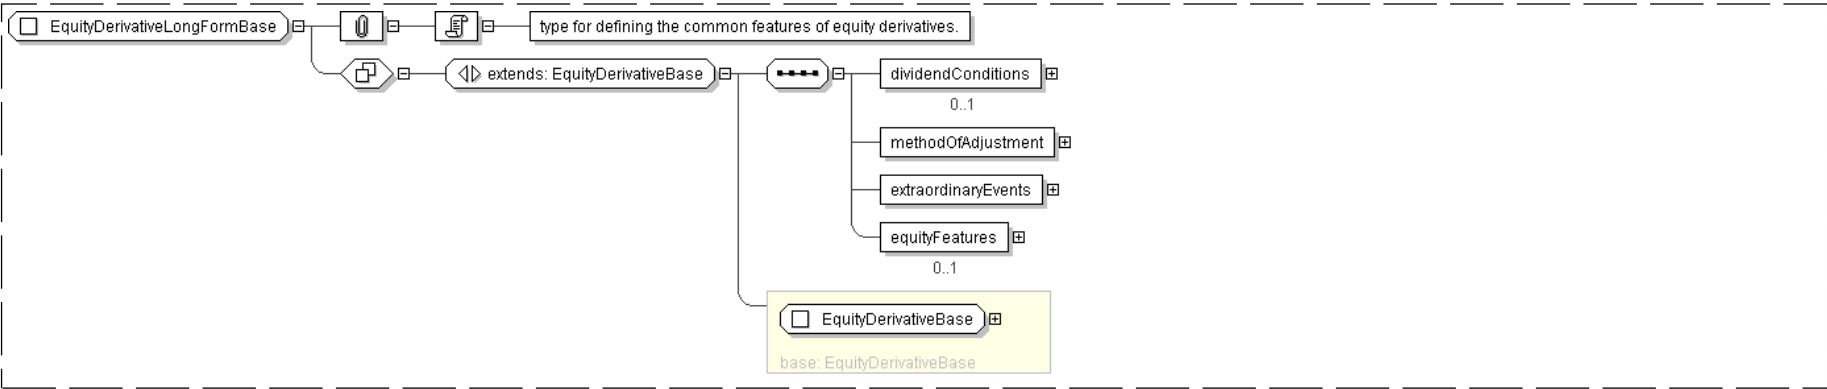 EquityDerivativeLongFormBase
type for defining the common features of equity derivatives.
extends: EquityDerivativeBase
dividendConditions
0..1
methodOfAdjustment
extraordinaryEvents
equityFeatures
0..1
EquityDerivativeBase
base: EquityDerivativeBase